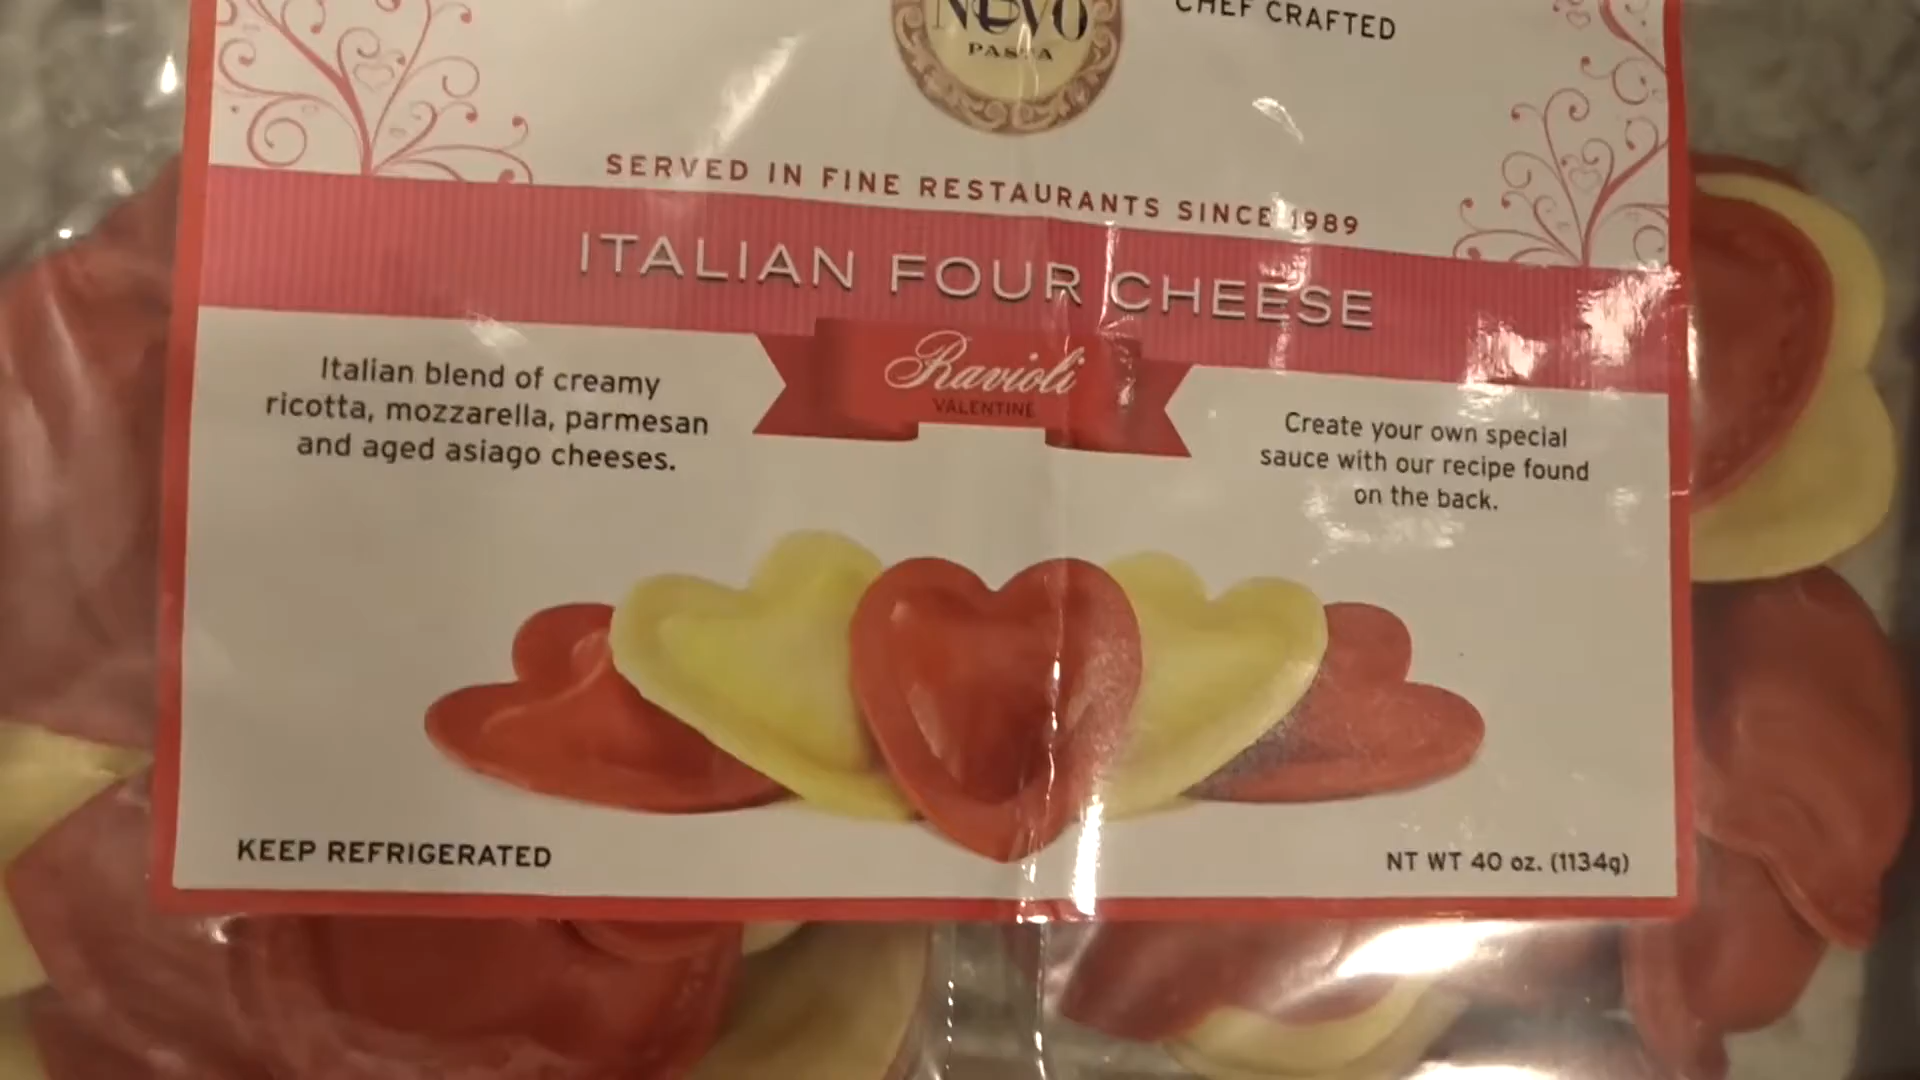 NUOVO
PASTA
CHEF CRAFTED
SERVED IN FINE RESTAURANTS SINCE 1989
ITALIAN FOUR CHEESE
Ravioli
VALENTINE
Italian blend of creamy
ricotta, mozzarella, parmesan
and aged asiago cheeses.
Create your own special
sauce with our recipe found
on the back.
KEEP REFRIGERATED
NT WT 40 oz. (1134g)